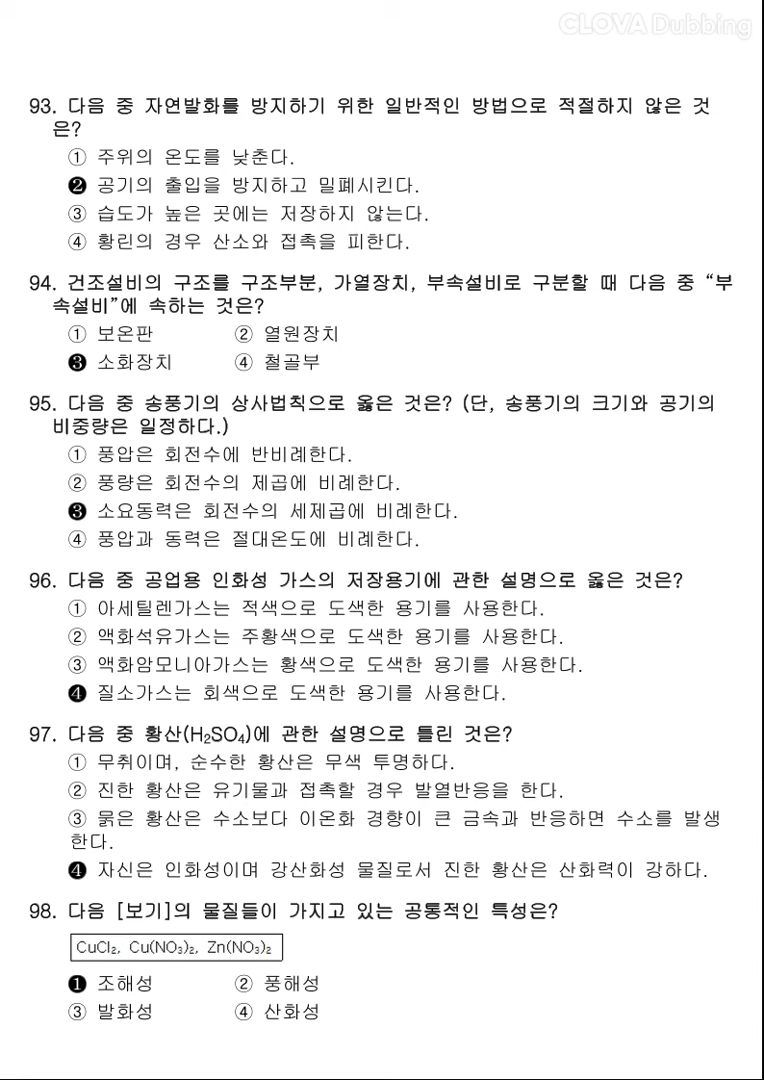 CLOVA Dubbing
93. 다음 중 자연발화를 방지하기 위한 일반적인 방법으로 적절하지 않은 것
은?
① 주위의 온도를 낮춘다.
❷ 공기의 출입을 방지하고 밀폐시킨다.
③ 습도가 높은 곳에는 저장하지 않는다.
④ 황린의 경우 산소와 접촉을 피한다.
94. 건조설비의 구조를 구조부분, 가열장치, 부속설비로 구분할 때 다음 중 “부
속설비”에 속하는 것은?
① 보온판 ② 열원장치
❸ 소화장치 ④ 철골부
95. 다음 중 송풍기의 상사법칙으로 옳은 것은? (단, 송풍기의 크기와 공기의
비중량은 일정하다.)
① 풍압은 회전수에 반비례한다.
② 풍량은 회전수의 제곱에 비례한다.
❸ 소요동력은 회전수의 세제곱에 비례한다.
④ 풍압과 동력은 절대온도에 비례한다.
96. 다음 중 공업용 인화성 가스의 저장용기에 관한 설명으로 옳은 것은?
① 아세틸렌가스는 적색으로 도색한 용기를 사용한다.
② 액화석유가스는 주황색으로 도색한 용기를 사용한다.
③ 액화암모니아가스는 황색으로 도색한 용기를 사용한다.
❹ 질소가스는 회색으로 도색한 용기를 사용한다.
97. 다음 중 황산(H₂SO₄)에 관한 설명으로 틀린 것은?
① 무취이며, 순수한 황산은 무색 투명하다.
② 진한 황산은 유기물과 접촉할 경우 발열반응을 한다.
③ 묽은 황산은 수소보다 이온화 경향이 큰 금속과 반응하면 수소를 발생
한다.
❹ 자신은 인화성이며 강산화성 물질로서 진한 황산은 산화력이 강하다.
98. 다음 [보기]의 물질들이 가지고 있는 공통적인 특성은?
CuCl₂, Cu(NO₃)₂, Zn(NO₃)₂
❶ 조해성 ② 풍해성
③ 발화성 ④ 산화성